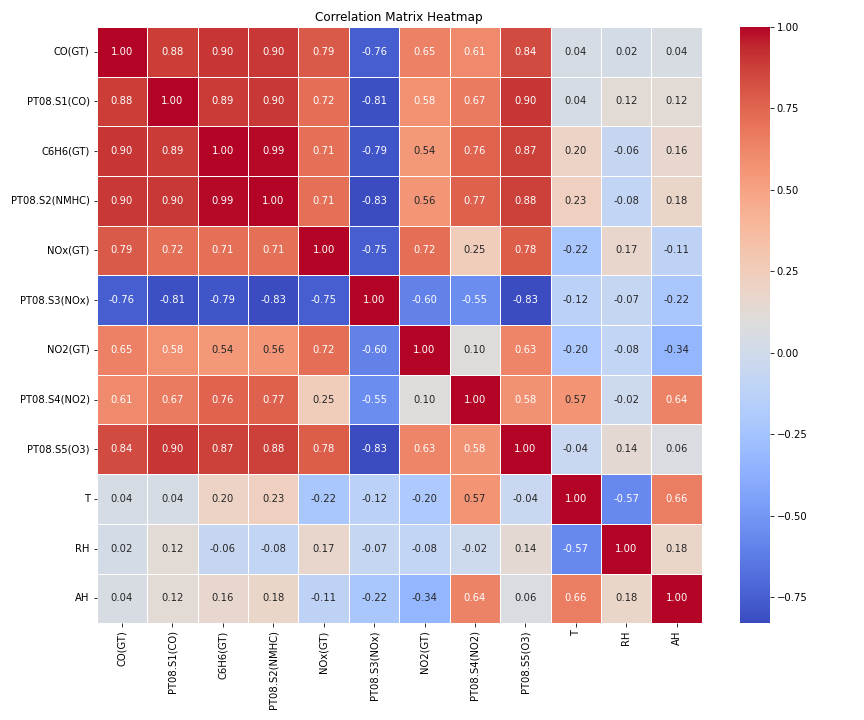 Correlation Matrix Heatmap
CO(GT) 1.00 0.88 0.90 0.90 0.79 -0.76 0.65 0.61 0.84 0.04 0.02 0.04
PT08.S1(CO) 0.88 1.00 0.89 0.90 0.72 -0.81 0.58 0.67 0.90 0.04 0.12 0.12
C6H6(GT) 0.90 0.89 1.00 0.99 0.71 -0.79 0.54 0.76 0.87 0.20 -0.06 0.16
PT08.S2(NMHC) 0.90 0.90 0.99 1.00 0.71 -0.83 0.56 0.77 0.88 0.23 -0.08 0.18
NOx(GT) 0.79 0.72 0.71 0.71 1.00 -0.75 0.72 0.25 0.78 -0.22 0.17 -0.11
PT08.S3(NOx) -0.76 -0.81 -0.79 -0.83 -0.75 1.00 -0.60 -0.55 -0.83 -0.12 -0.07 -0.22
NO2(GT) 0.65 0.58 0.54 0.56 0.72 -0.60 1.00 0.10 0.63 -0.20 -0.08 -0.34
PT08.S4(NO2) 0.61 0.67 0.76 0.77 0.25 -0.55 0.10 1.00 0.58 0.57 -0.02 0.64
PT08.S5(O3) 0.84 0.90 0.87 0.88 0.78 -0.83 0.63 0.58 1.00 -0.04 0.14 0.06
T 0.04 0.04 0.20 0.23 -0.22 -0.12 -0.20 0.57 -0.04 1.00 -0.57 0.66
RH 0.02 0.12 -0.06 -0.08 0.17 -0.07 -0.08 -0.02 0.14 -0.57 1.00 0.18
AH 0.04 0.12 0.16 0.18 -0.11 -0.22 -0.34 0.64 0.06 0.66 0.18 1.00
CO(GT)
PT08.S1(CO)
C6H6(GT)
PT08.S2(NMHC)
NOx(GT)
PT08.S3(NOx)
NO2(GT)
PT08.S4(NO2)
PT08.S5(O3)
T
RH
AH
1.00
0.75
0.50
0.25
0.00
−0.25
−0.50
−0.75